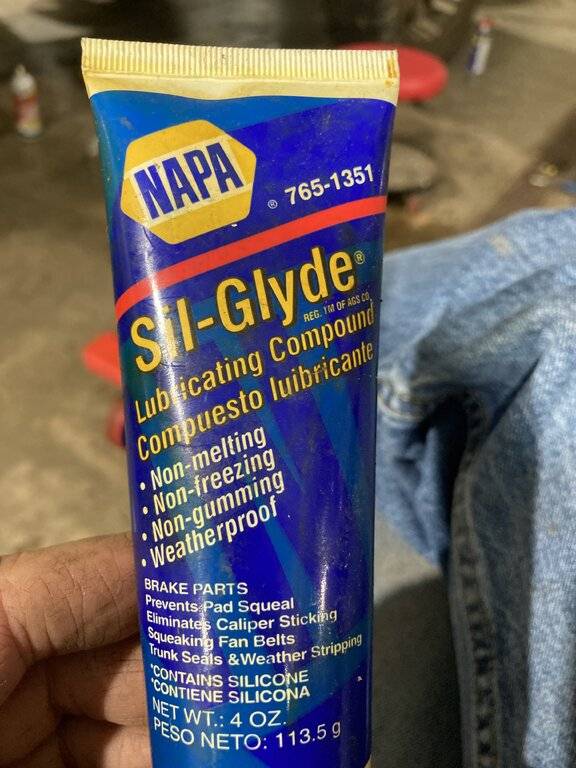 NAPA
® 765-1351
Sil-Glyde®
REG. TM OF AGS CO.
Lubricating Compound
Compuesto luibricante
• Non-melting
• Non-freezing
• Non-gumming
• Weatherproof
BRAKE PARTS
Prevents Pad Squeal
Eliminates Caliper Sticking
Squeaking Fan Belts
Trunk Seals & Weather Stripping
*CONTAINS SILICONE
*CONTIENE SILICONA
NET WT.: 4 OZ.
PESO NETO: 113.5 g